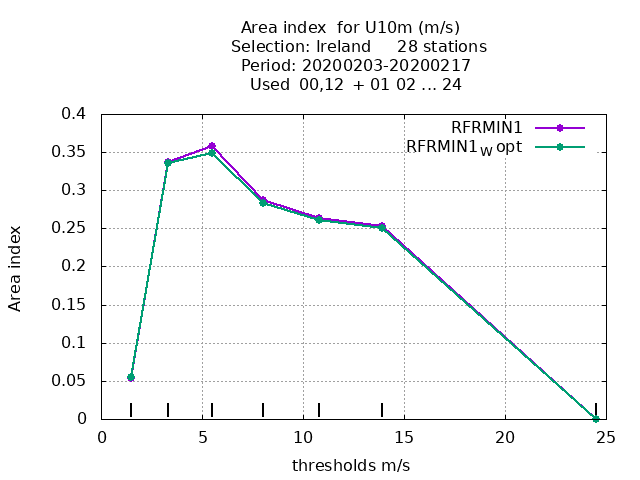 Area index  for U10m (m/s)
Selection: Ireland     28 stations
Period: 20200203-20200217
Used  00,12  + 01 02 ... 24
RFRMIN1
RFRMIN1W opt
0.4
0.35
0.3
0.25
0.2
0.15
0.1
0.05
0
Area index
0 5 10 15 20 25
thresholds m/s